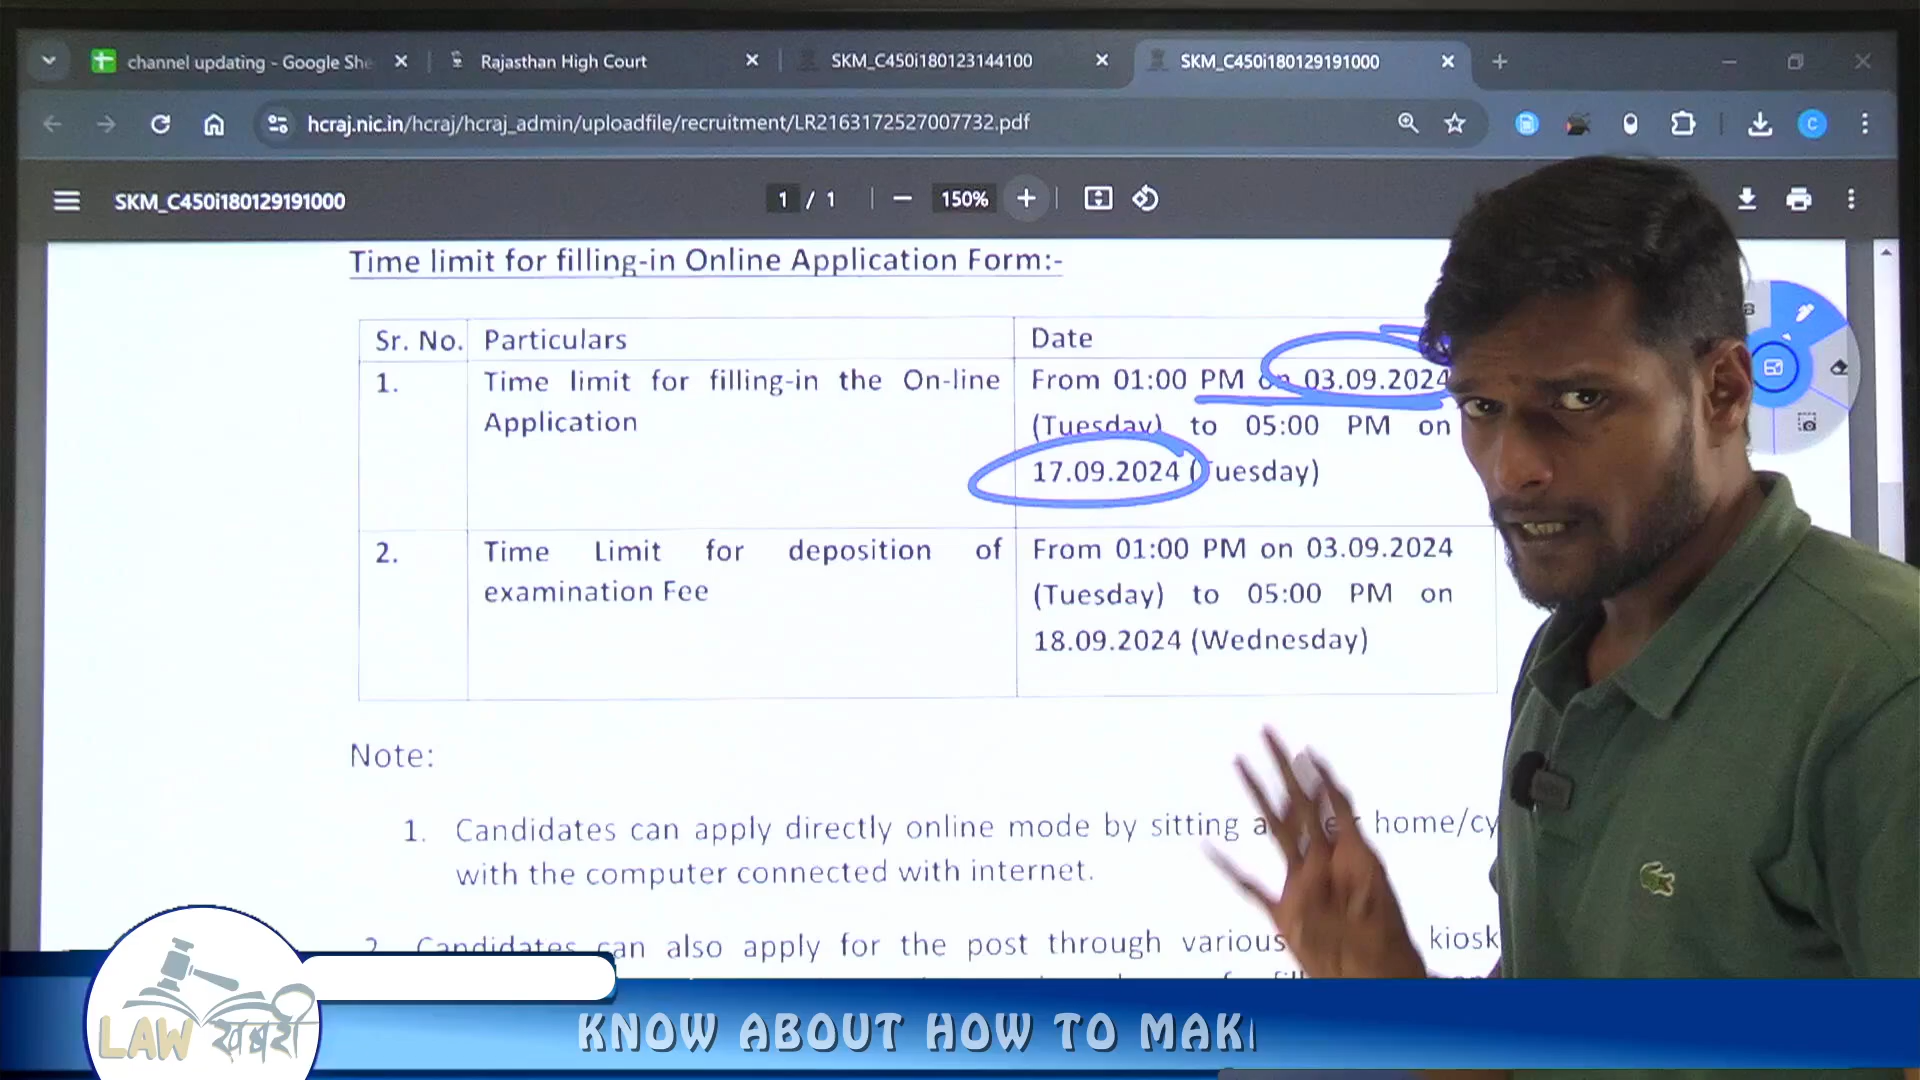 channel updating - Google She
Rajasthan High Court
SKM_C450i180123144100
SKM_C450i180129191000
hcraj.nic.in/hcraj/hcraj_admin/uploadfile/recruitment/LR2163172527007732.pdf
C
SKM_C450i180129191000
1 / 1
150%
Time limit for filling-in Online Application Form:-
Sr. No. Particulars Date
1. Time limit for filling-in the On-line Application
From 01:00 PM on 03.09.2024
(Tuesday) to 05:00 PM on
17.09.2024 (Tuesday)
2. Time Limit for deposition of examination Fee
From 01:00 PM on 03.09.2024
(Tuesday) to 05:00 PM on
18.09.2024 (Wednesday)
Note:
1. Candidates can apply directly online mode by sitting home/cy
with the computer connected with internet.
2. Candidates can also apply for the post through various kiosk
LAW खबरी
KNOW ABOUT HOW TO MAKI